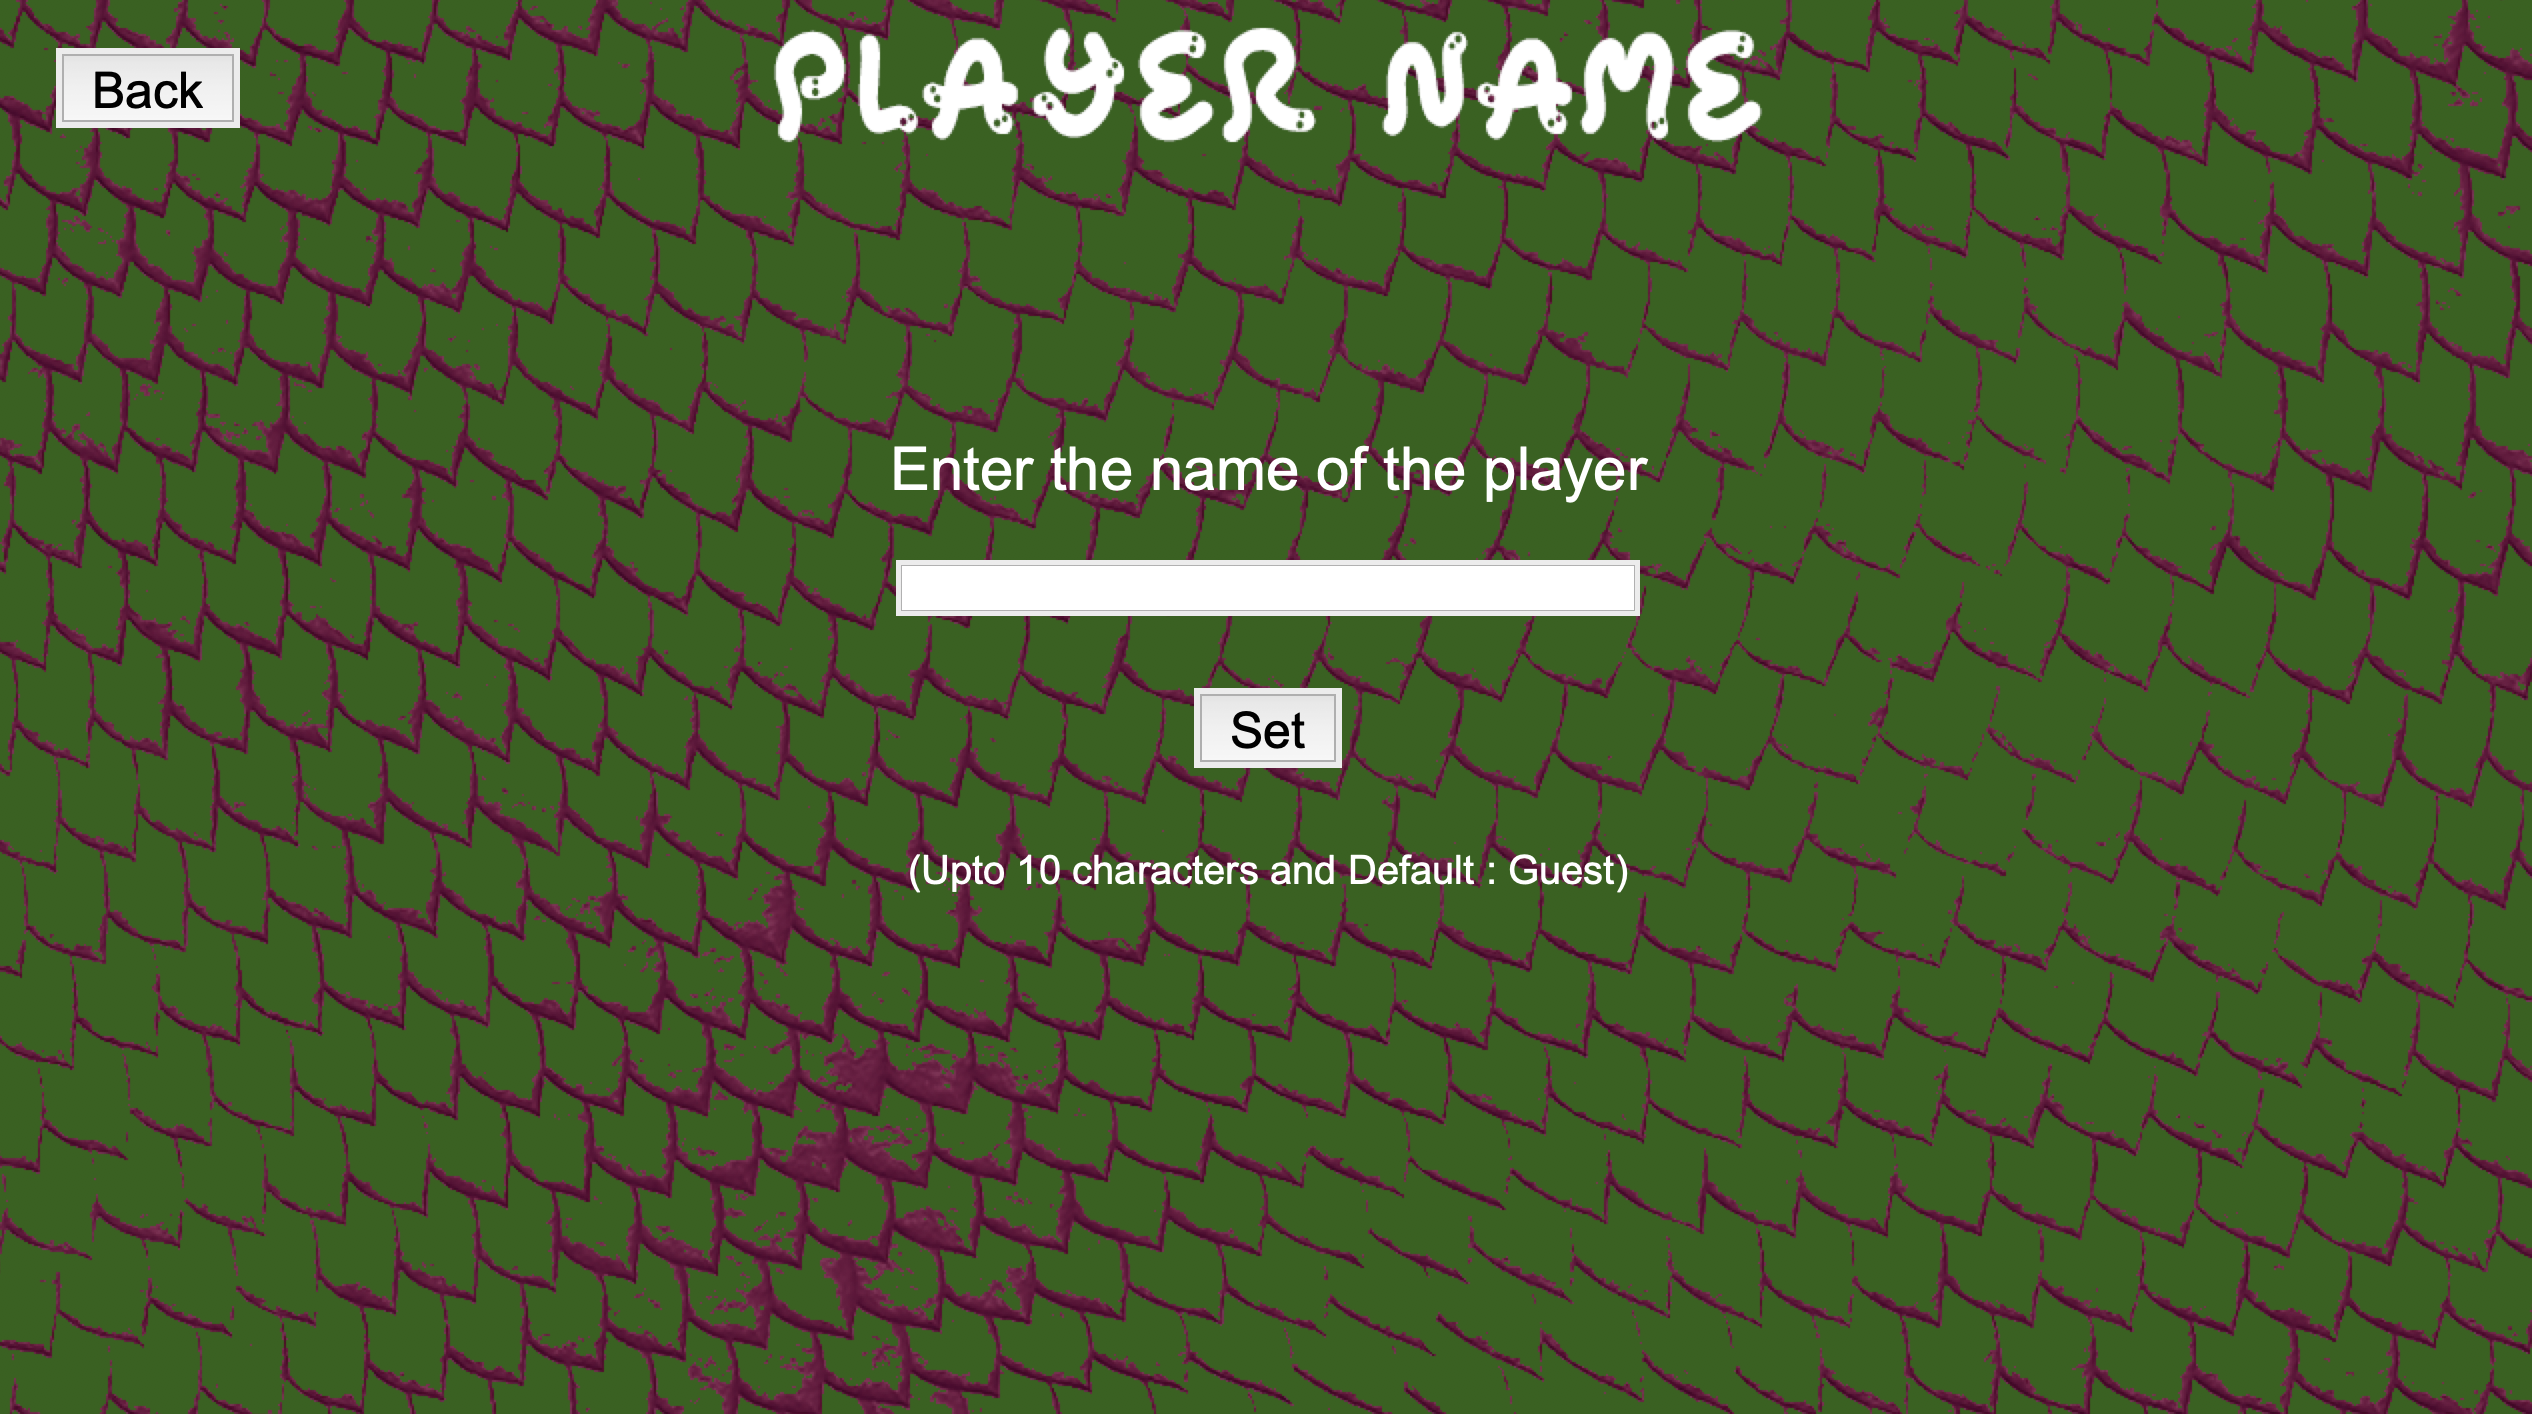 Back
PLAYER NAME
Enter the name of the player
Set
(Upto 10 characters and Default : Guest)